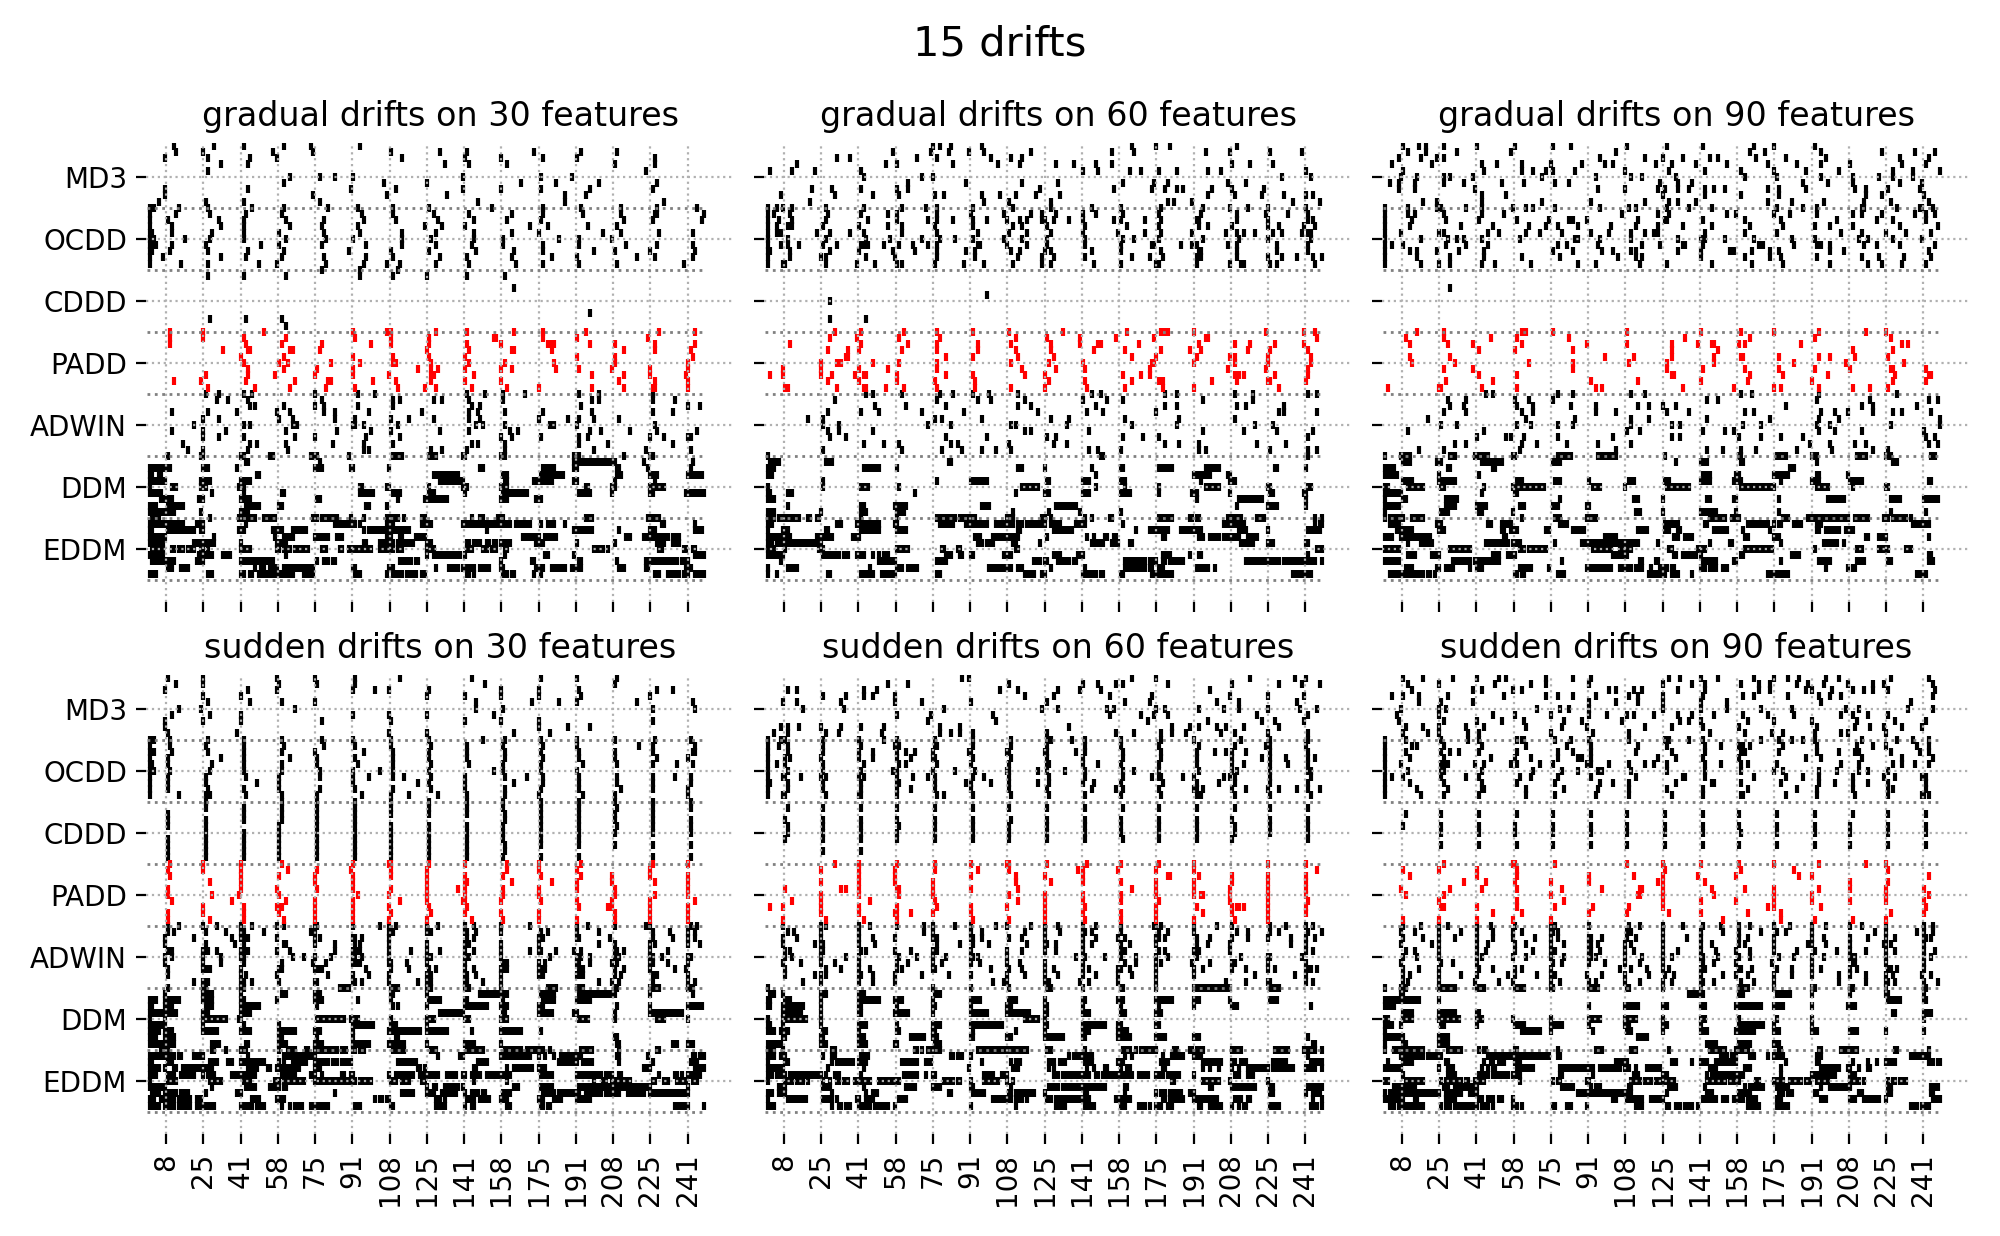 15 drifts
gradual drifts on 30 features
gradual drifts on 60 features
gradual drifts on 90 features
MD3
OCDD
CDDD
PADD
ADWIN
DDM
EDDM
sudden drifts on 30 features
sudden drifts on 60 features
sudden drifts on 90 features
MD3
OCDD
CDDD
PADD
ADWIN
DDM
EDDM
8 25 41 58 75 91 108 125 141 158 175 191 208 225 241
8 25 41 58 75 91 108 125 141 158 175 191 208 225 241
8 25 41 58 75 91 108 125 141 158 175 191 208 225 241